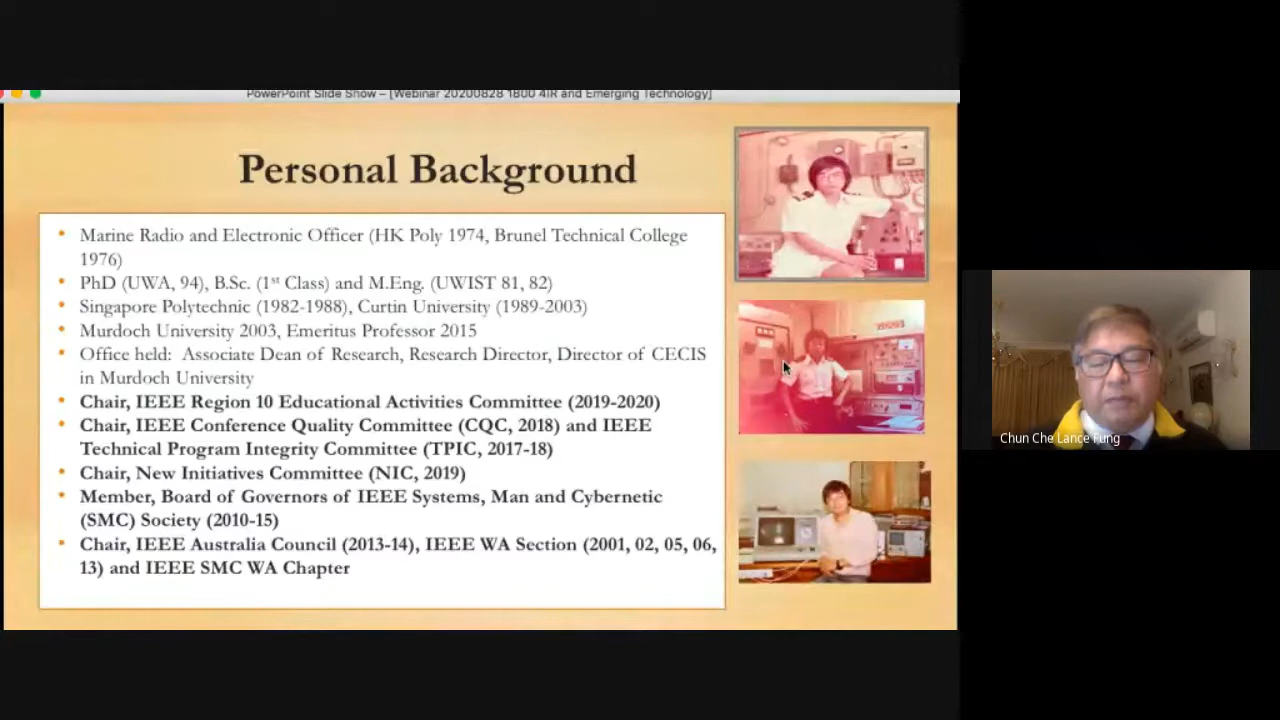 PowerPoint Slide Show – [Webinar 20200828 1800 4IR and Emerging Technology]
Personal Background
• Marine Radio and Electronic Officer (HK Poly 1974, Brunel Technical College
1976)
• PhD (UWA, 94), B.Sc. (1st Class) and M.Eng. (UWIST 81, 82)
• Singapore Polytechnic (1982-1988), Curtin University (1989-2003)
• Murdoch University 2003, Emeritus Professor 2015
• Office held: Associate Dean of Research, Research Director, Director of CECIS
in Murdoch University
• Chair, IEEE Region 10 Educational Activities Committee (2019-2020)
• Chair, IEEE Conference Quality Committee (CQC, 2018) and IEEE
Technical Program Integrity Committee (TPIC, 2017-18)
• Chair, New Initiatives Committee (NIC, 2019)
• Member, Board of Governors of IEEE Systems, Man and Cybernetic
(SMC) Society (2010-15)
• Chair, IEEE Australia Council (2013-14), IEEE WA Section (2001, 02, 05, 06,
13) and IEEE SMC WA Chapter
Chun Che Lance Fung